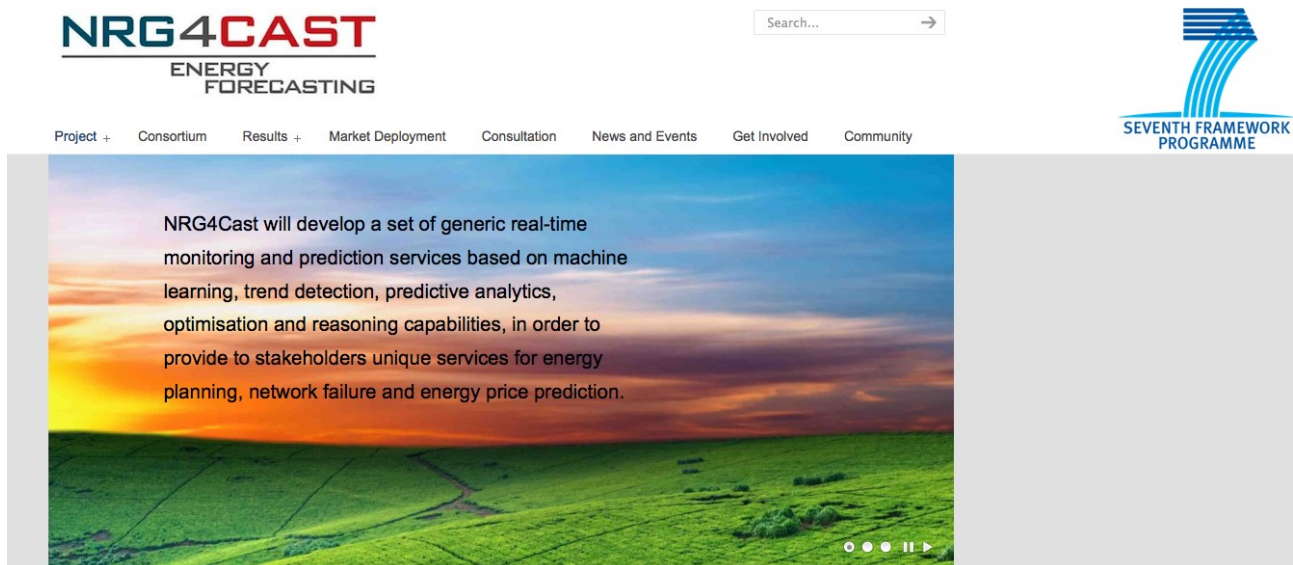 NRG4CAST
ENERGY
FORECASTING
Search...
SEVENTH FRAMEWORK
PROGRAMME
Project +
Consortium
Results +
Market Deployment
Consultation
News and Events
Get Involved
Community
NRG4Cast will develop a set of generic real-time
monitoring and prediction services based on machine
learning, trend detection, predictive analytics,
optimisation and reasoning capabilities, in order to
provide to stakeholders unique services for energy
planning, network failure and energy price prediction.